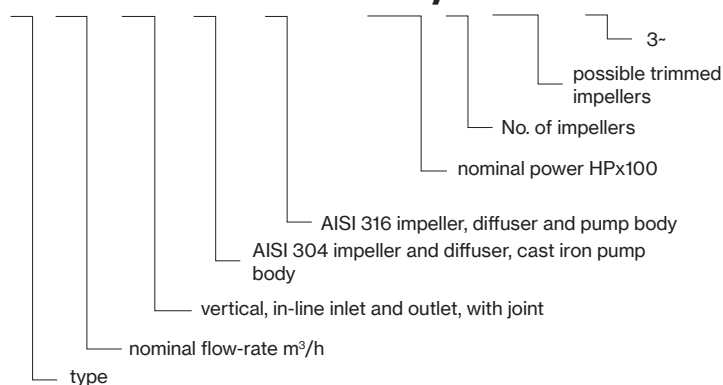 3~
possible trimmed
impellers
No. of impellers
nominal power HPx100
AISI 316 impeller, diffuser and pump body
AISI 304 impeller and diffuser, cast iron pump
body
vertical, in-line inlet and outlet, with joint
nominal flow-rate m³/h
type